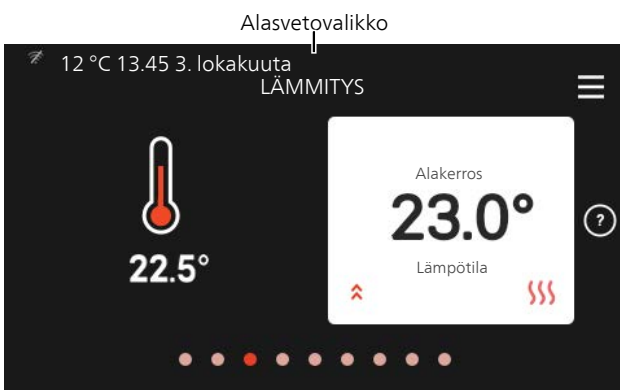 Alasvetovalikko
12 °C 13.45 3. lokakuuta
LÄMMITYS
Alakerros
23.0°
Lämpötila
22.5°
?